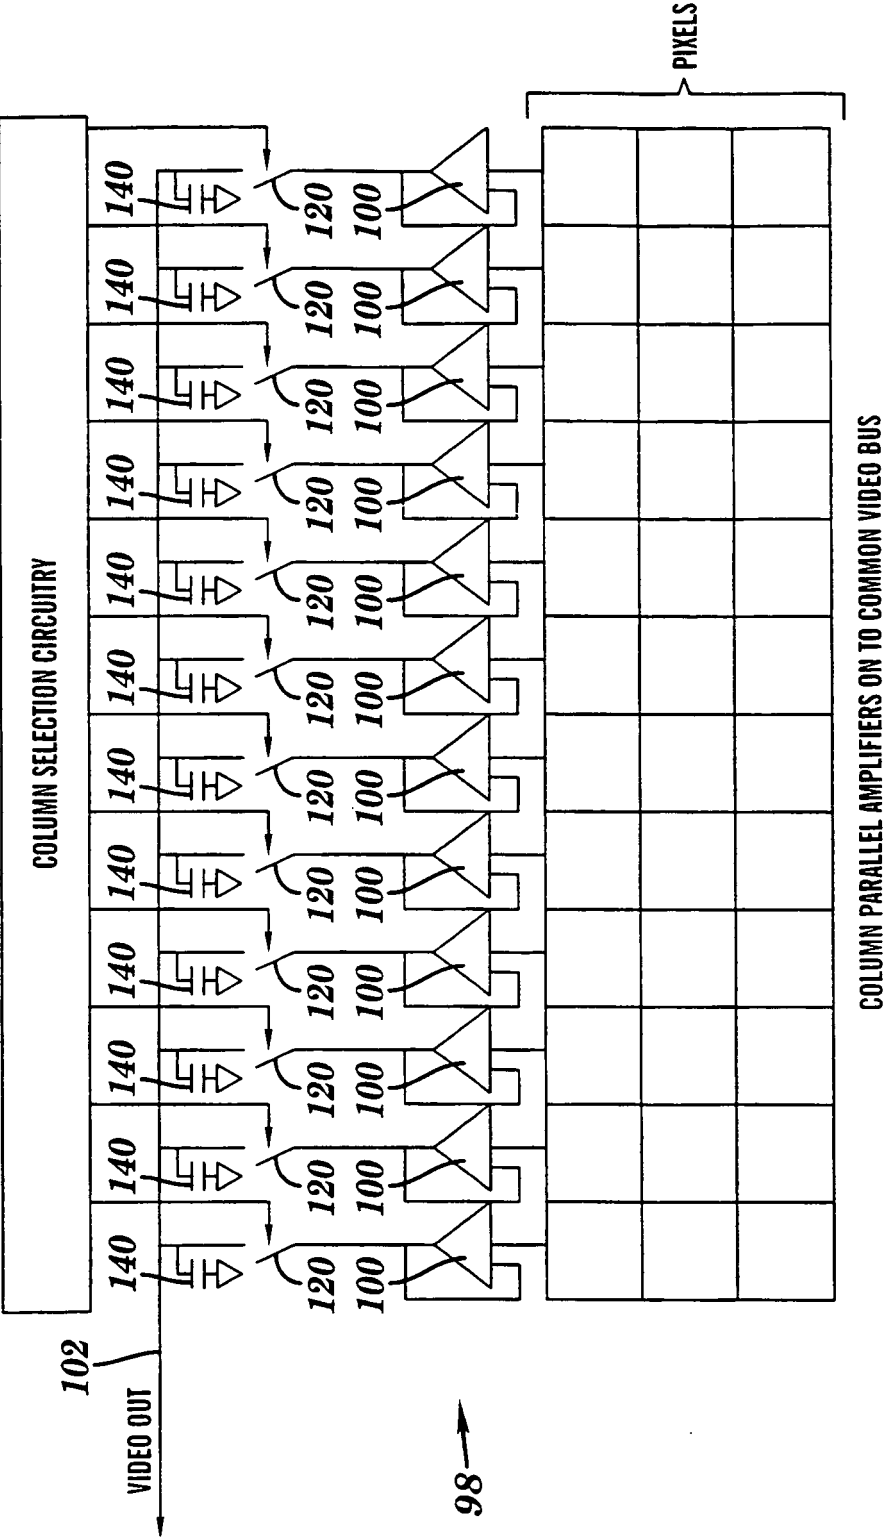 COLUMN SELECTION CIRCUITRY
102
140 140 140 140 140 140 140 140 140 140 140 140
VIDEO OUT
120 120 120 120 120 120 120 120 120 120 120 120
100 100 100 100 100 100 100 100 100 100 100 100
98
PIXELS
COLUMN PARALLEL AMPLIFIERS ON TO COMMON VIDEO BUS